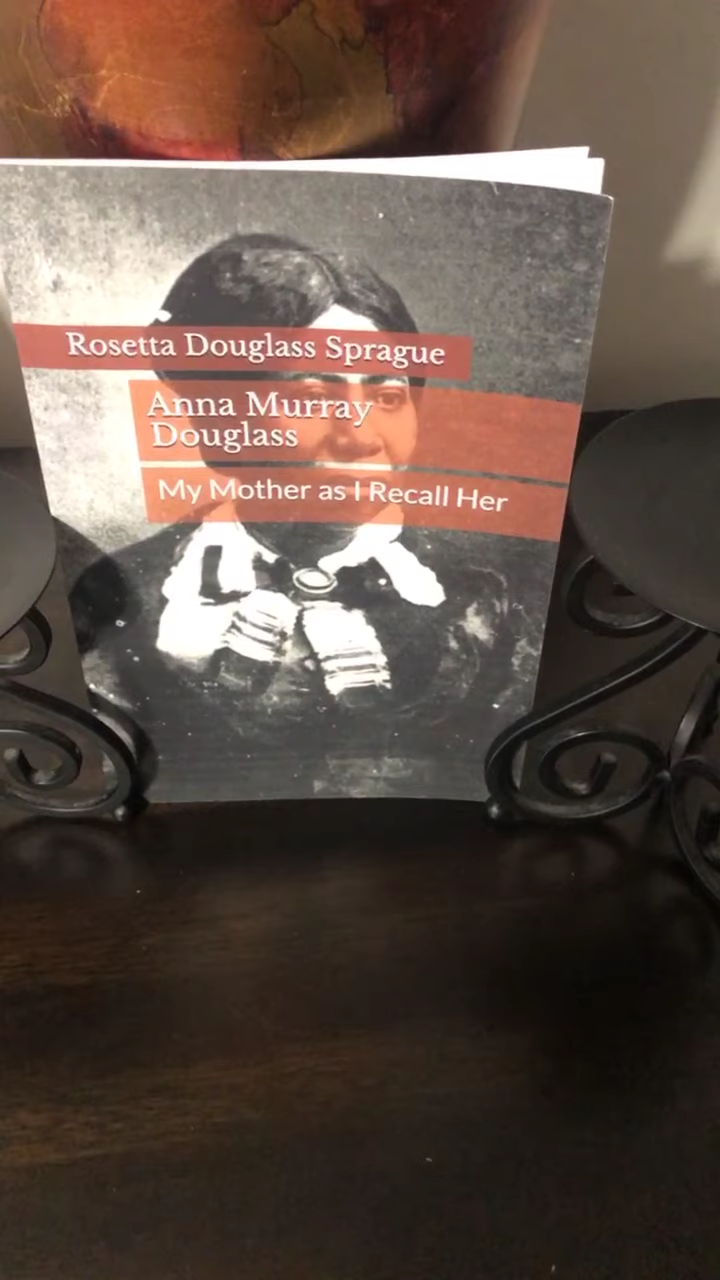 Rosetta Douglass Sprague
Anna Murray
Douglass
My Mother as I Recall Her